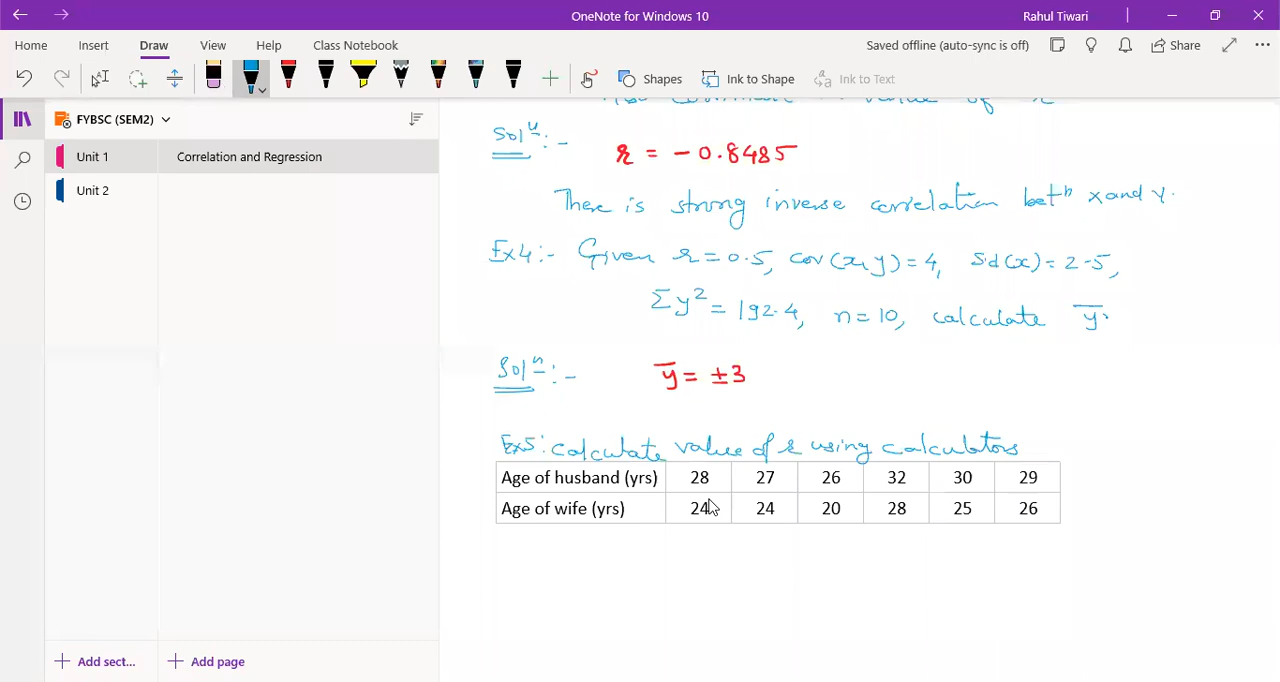 OneNote for Windows 10
Rahul Tiwari
Home Insert Draw View Help Class Notebook
Saved offline (auto-sync is off) Share
Shapes Ink to Shape Ink to Text
FYBSC (SEM2)
Unit 1
Unit 2
Correlation and Regression
Add sect... Add page
value of r
Solⁿ:-
r = -0.8485
There is strong inverse correlation betⁿ x and y.
Ex4:- Given r = 0.5, cov(x,y) = 4, S.d(x) = 2.5,
Σy² = 192.4, n = 10, calculate y̅.
Solⁿ:- y̅ = ±3
Ex5: calculate value of r using calculators
Age of husband (yrs) 28 27 26 32 30 29
Age of wife (yrs) 24 24 20 28 25 26